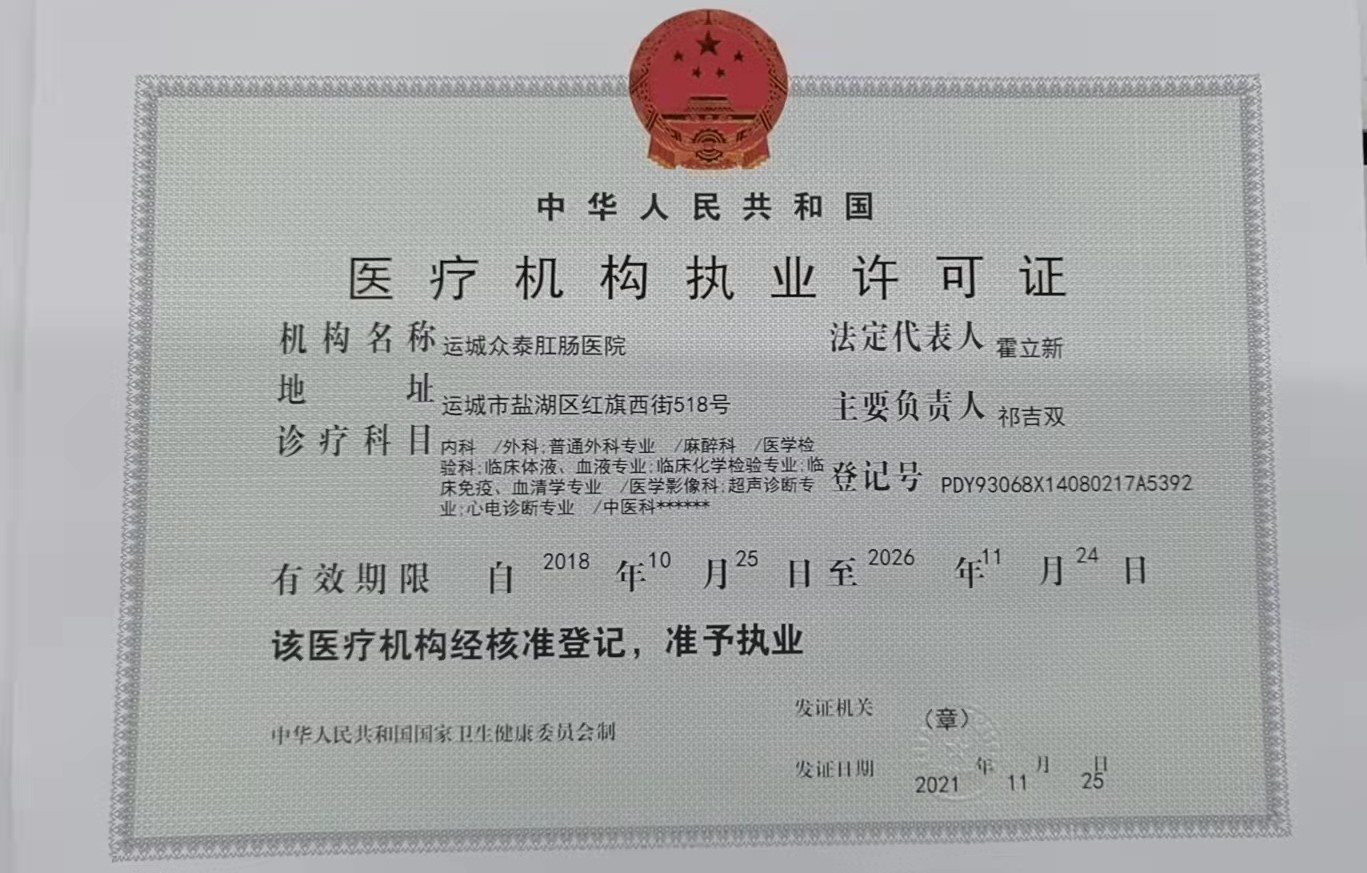 中华人民共和国
医疗机构执业许可证
机构名称 运城众泰肛肠医院 法定代表人 霍立新
地址 运城市盐湖区红旗西街518号 主要负责人 祁吉双
诊疗科目 内科 /外科;普通外科专业 /麻醉科 /医学检
验科;临床体液、血液专业;临床化学检验专业;临
床免疫、血清学专业 /医学影像科;超声诊断专
业;心电诊断专业 /中医科******
登记号 PDY93068X14080217A5392
有效期限 自 2018 年 10 月 25 日至 2026 年 11 月 24 日
该医疗机构经核准登记，准予执业
中华人民共和国国家卫生健康委员会制
发证机关 （章）
发证日期 2021 年 11 月 25 日